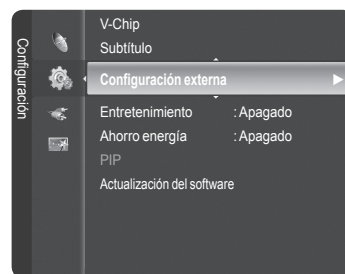 Configuración
V-Chip
Subtítulo
Configuración externa
Entretenimiento : Apagado
Ahorro energía : Apagado
PIP
Actualización del software